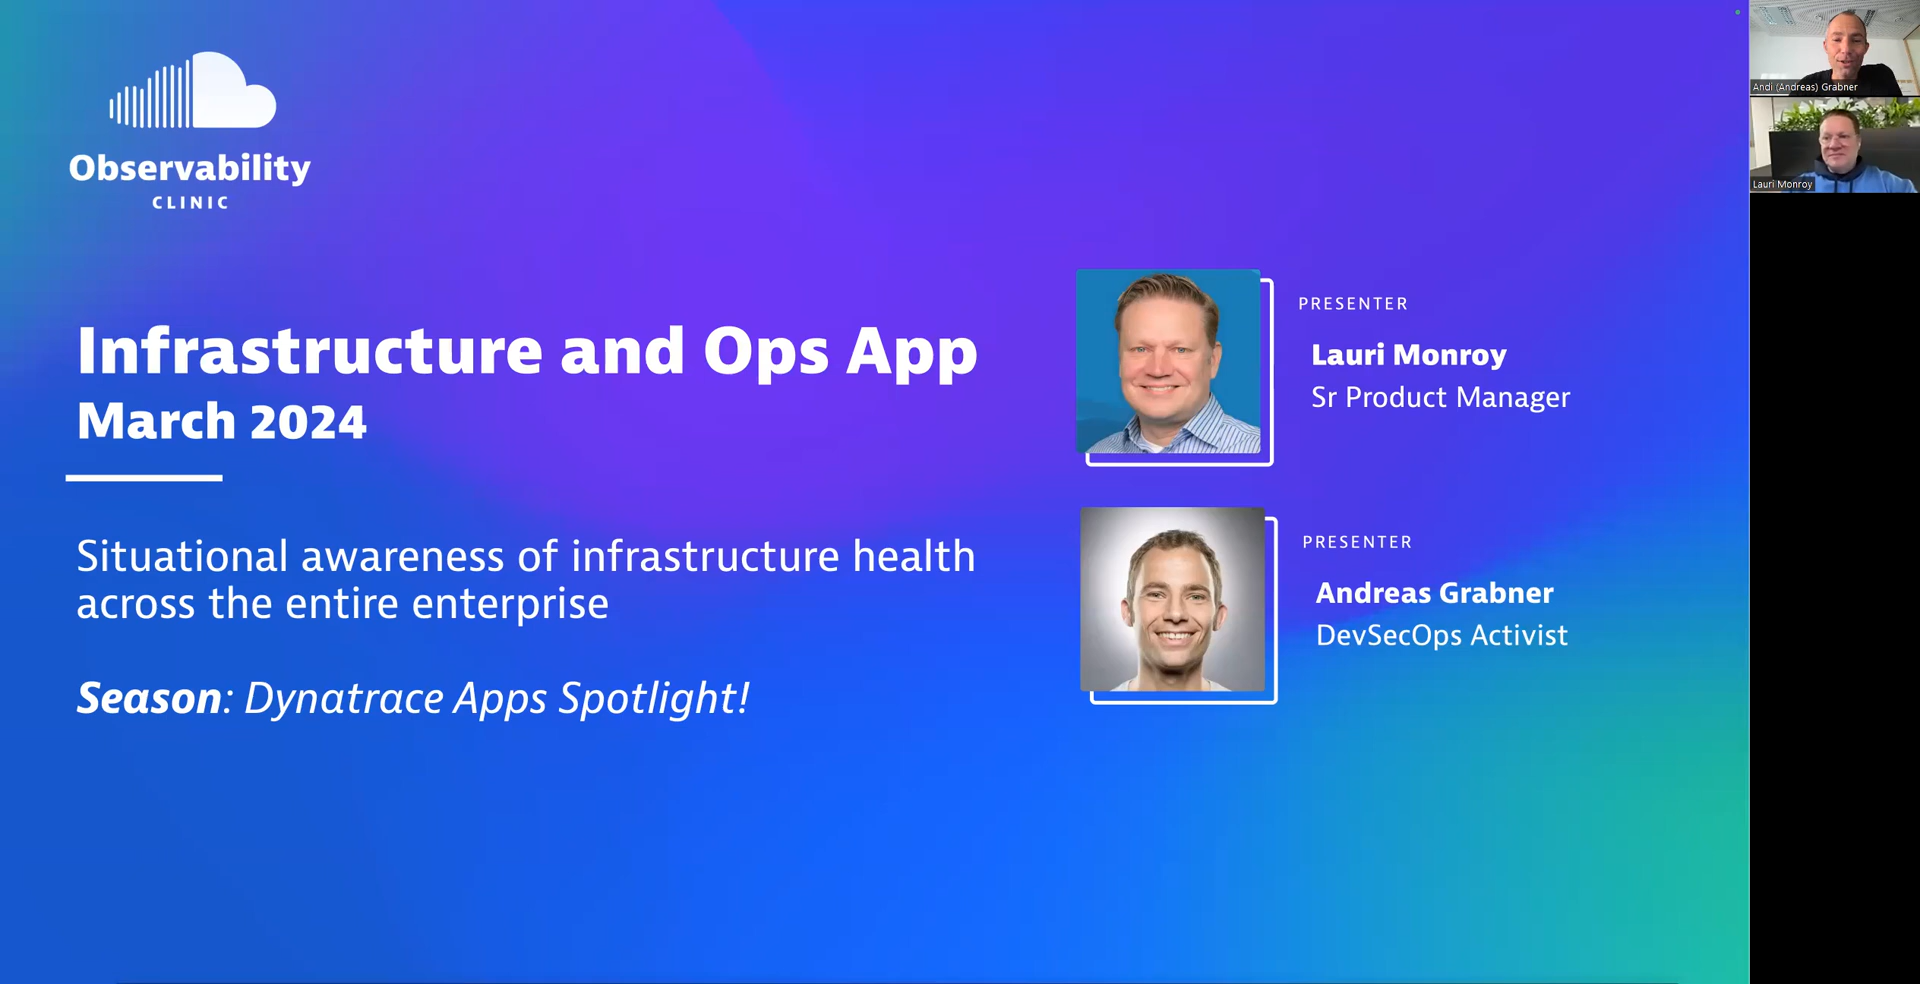 Observability
CLINIC
Infrastructure and Ops App
March 2024
Situational awareness of infrastructure health
across the entire enterprise
Season: Dynatrace Apps Spotlight!
PRESENTER
Lauri Monroy
Sr Product Manager
PRESENTER
Andreas Grabner
DevSecOps Activist
Andi (Andreas) Grabner
Lauri Monroy